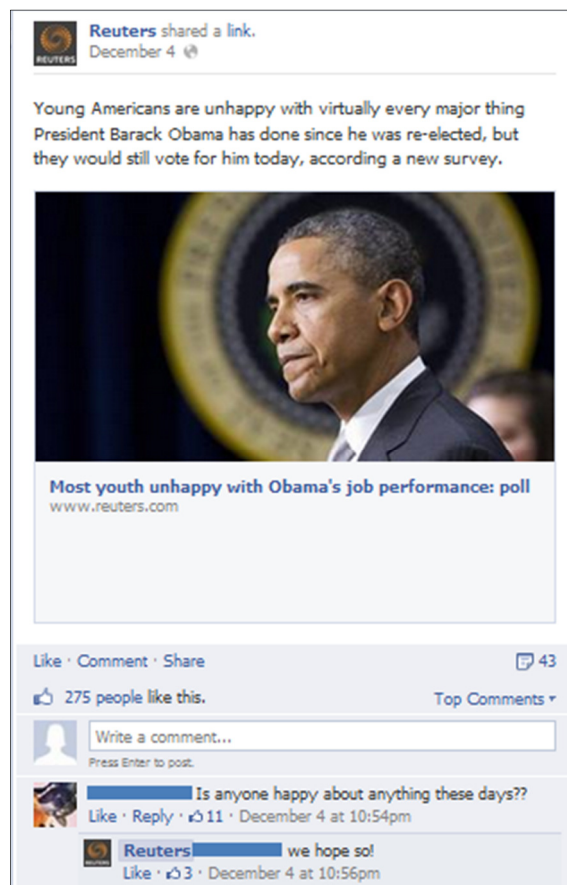 REUTERS
Reuters shared a link.
December 4
Young Americans are unhappy with virtually every major thing
President Barack Obama has done since he was re-elected, but
they would still vote for him today, according a new survey.
Most youth unhappy with Obama's job performance: poll
www.reuters.com
Like · Comment · Share
43
275 people like this.
Top Comments
Write a comment...
Press Enter to post.
Is anyone happy about anything these days??
Like · Reply · 11 · December 4 at 10:54pm
REUTERS
Reuters we hope so!
Like · 3 · December 4 at 10:56pm